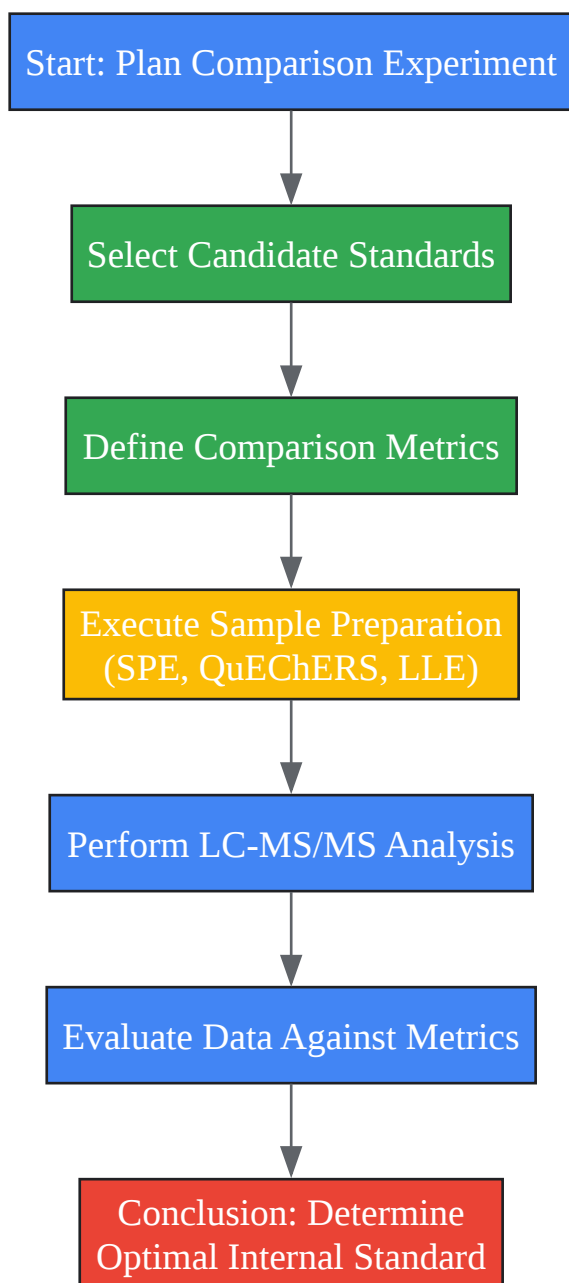 Start: Plan Comparison Experiment
Select Candidate Standards
Define Comparison Metrics
Execute Sample Preparation
(SPE, QuEChERS, LLE)
Perform LC-MS/MS Analysis
Evaluate Data Against Metrics
Conclusion: Determine
Optimal Internal Standard